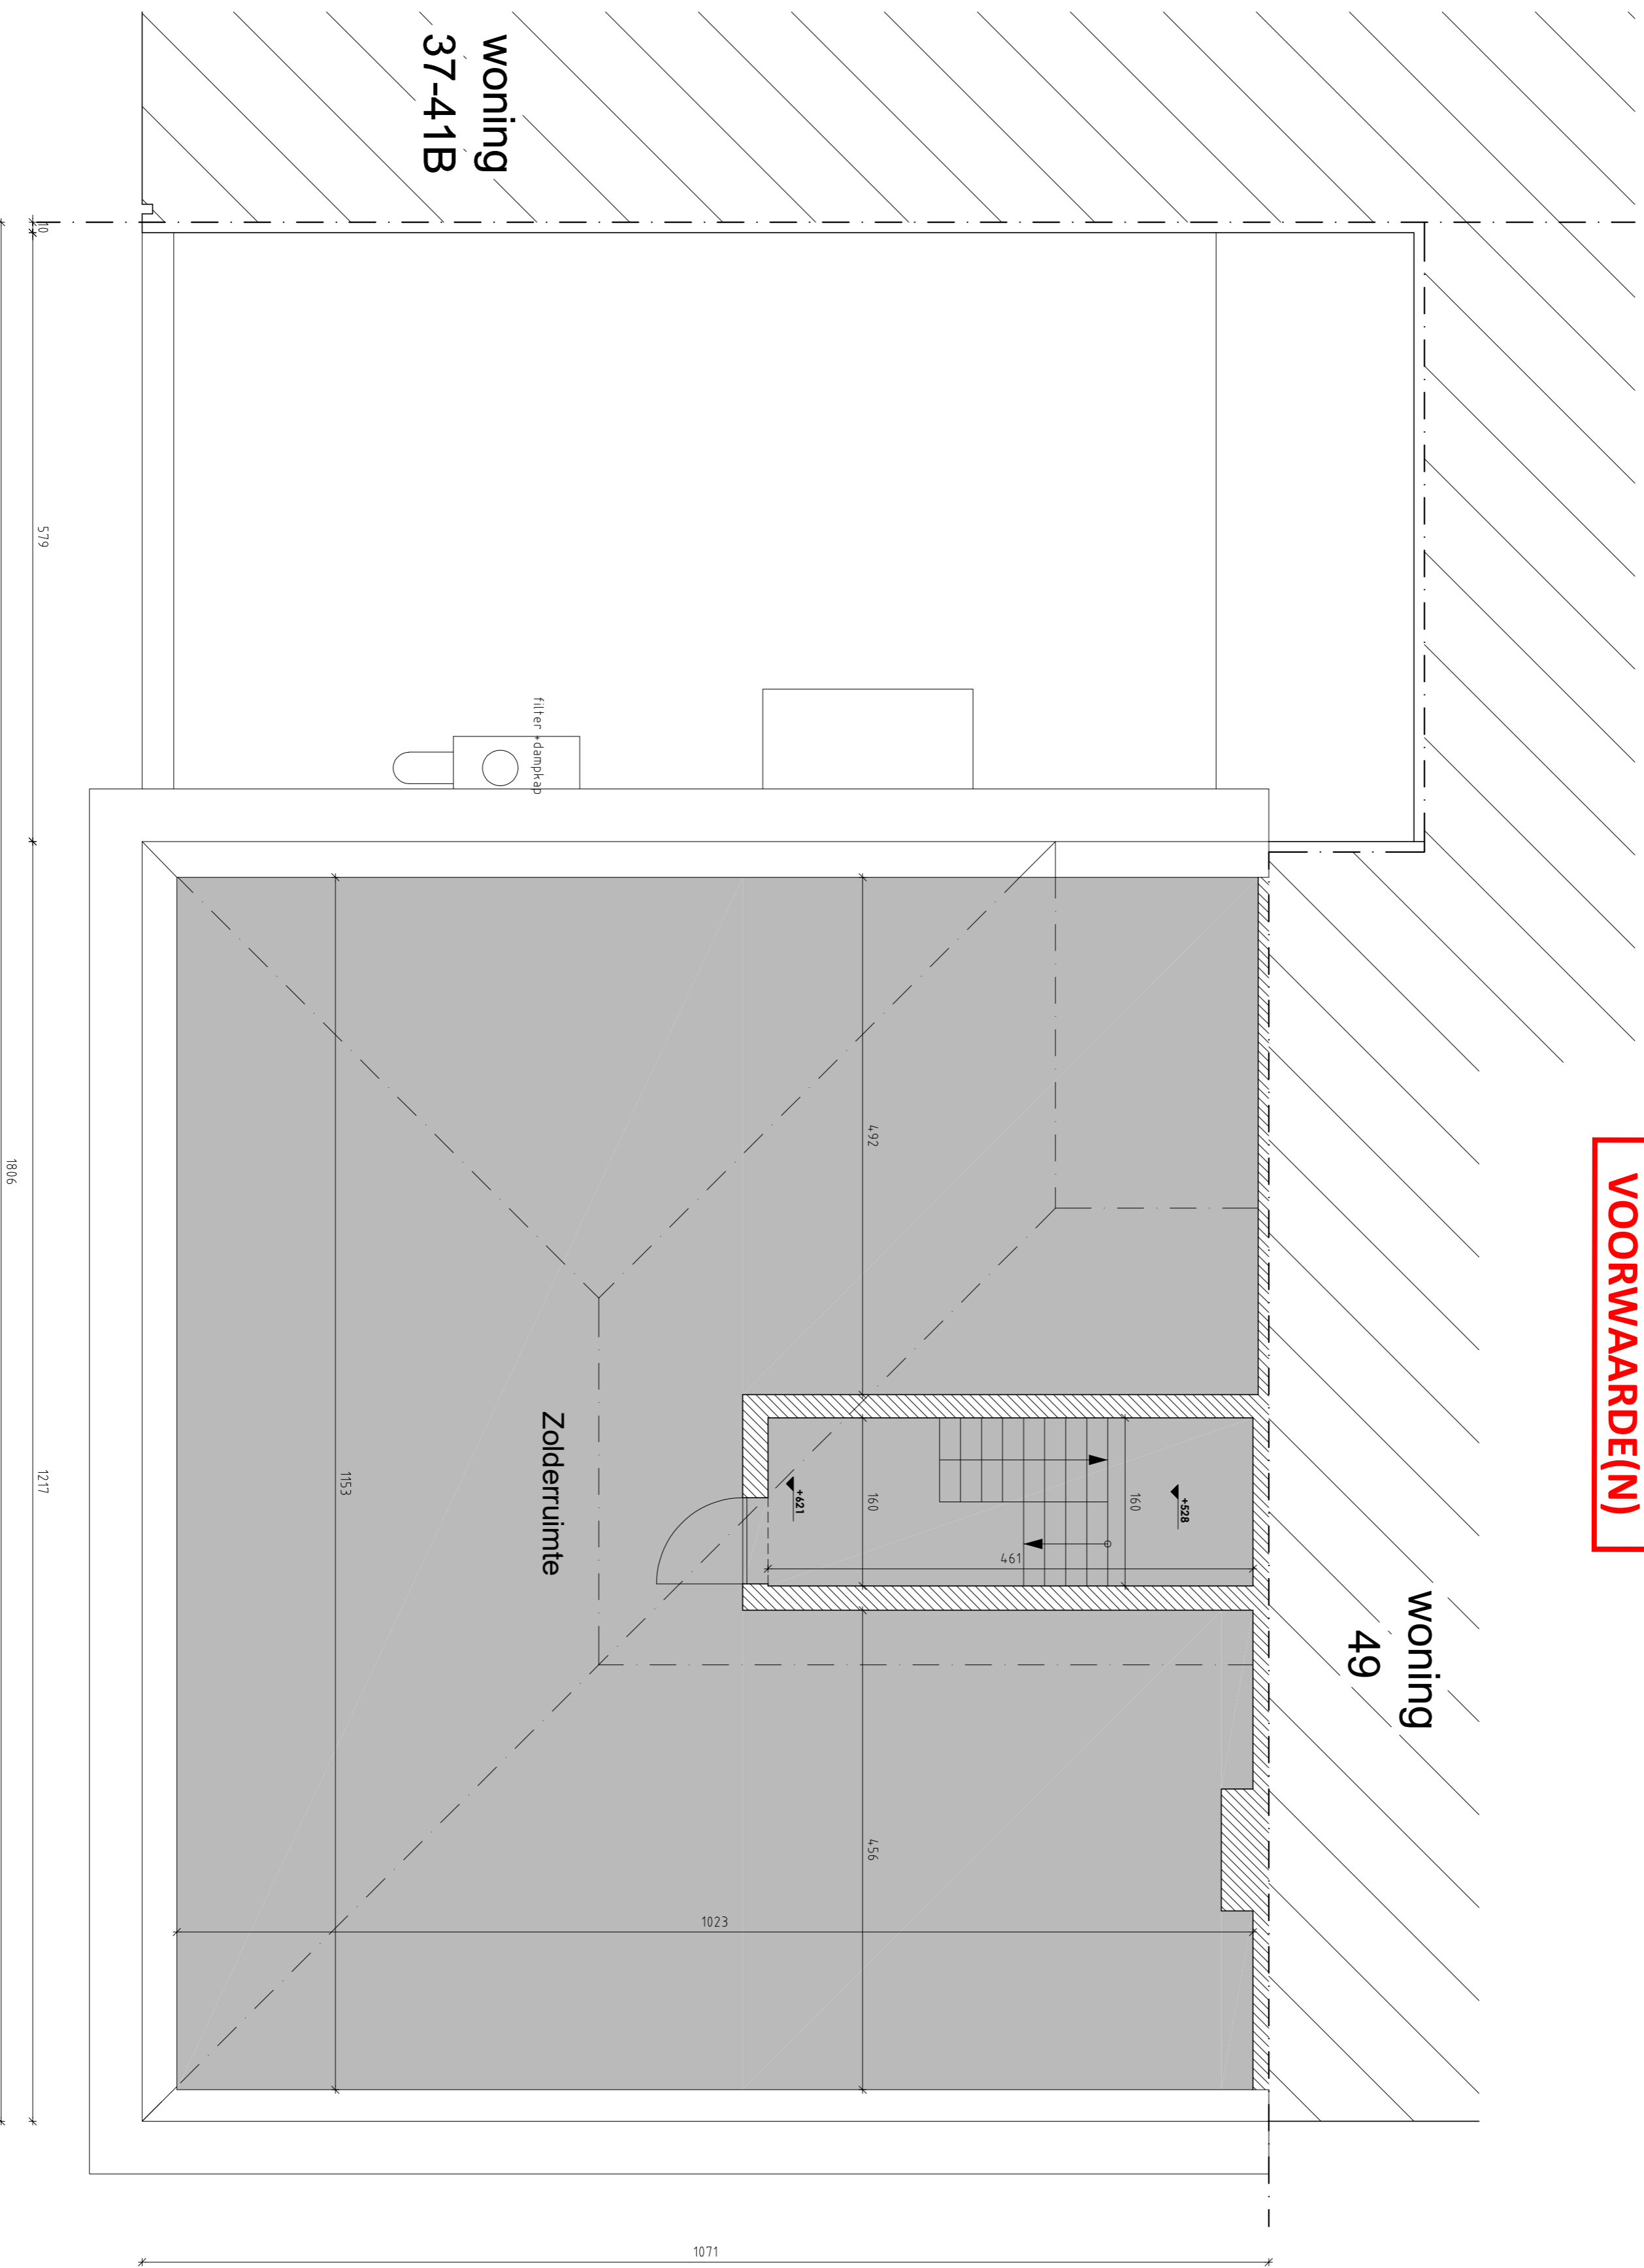 VOORWAARDE(N)
woning
37-41B
woning
49
filter +dampkap
Zolderruimte
+528
+621
160
160
461
492
456
1153
1023
10
579
1217
1806
1071